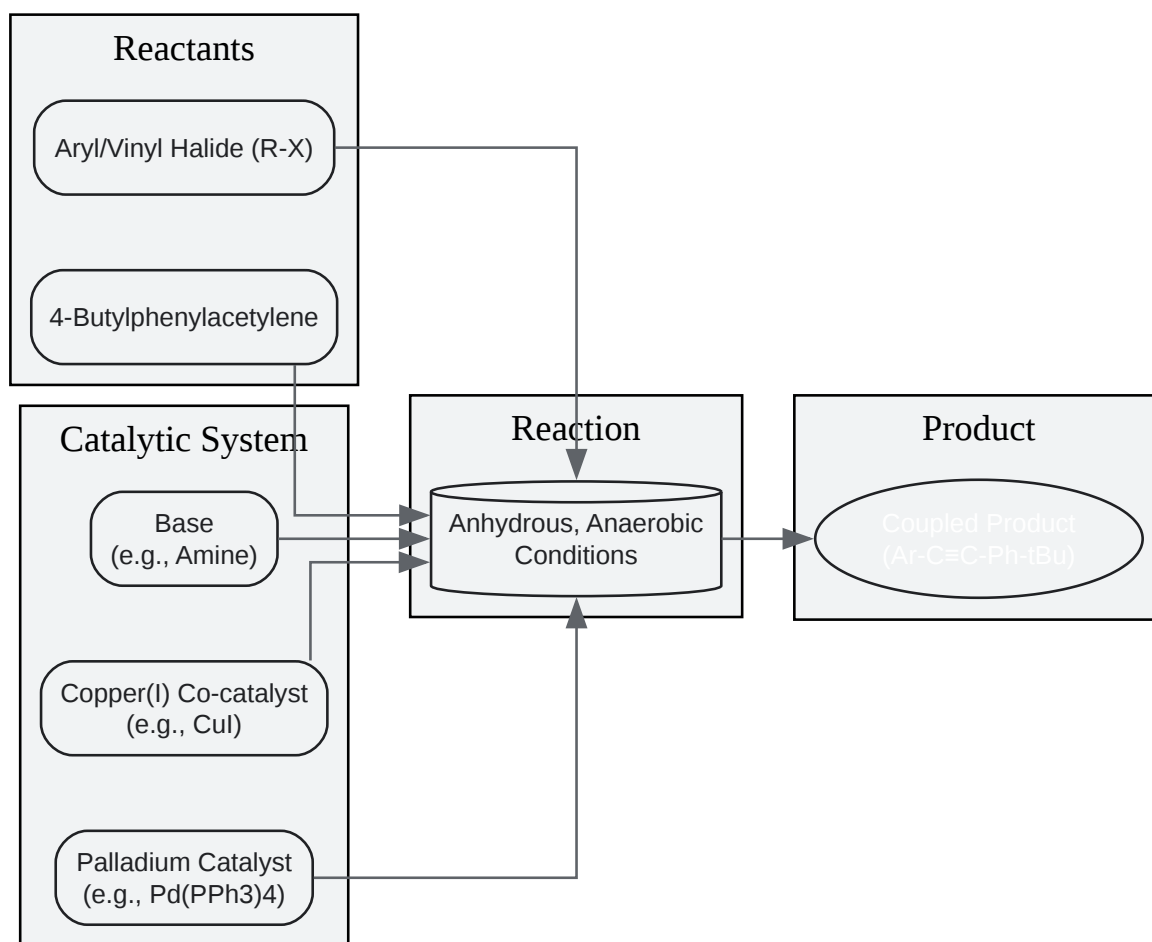 Reactants
Aryl/Vinyl Halide (R-X)
4-Butylphenylacetylene
Catalytic System
Base
(e.g., Amine)
Copper(I) Co-catalyst
(e.g., CuI)
Palladium Catalyst
(e.g., Pd(PPh3)4)
Reaction
Anhydrous, Anaerobic
Conditions
Product
Coupled Product
(Ar-C≡C-Ph-tBu)